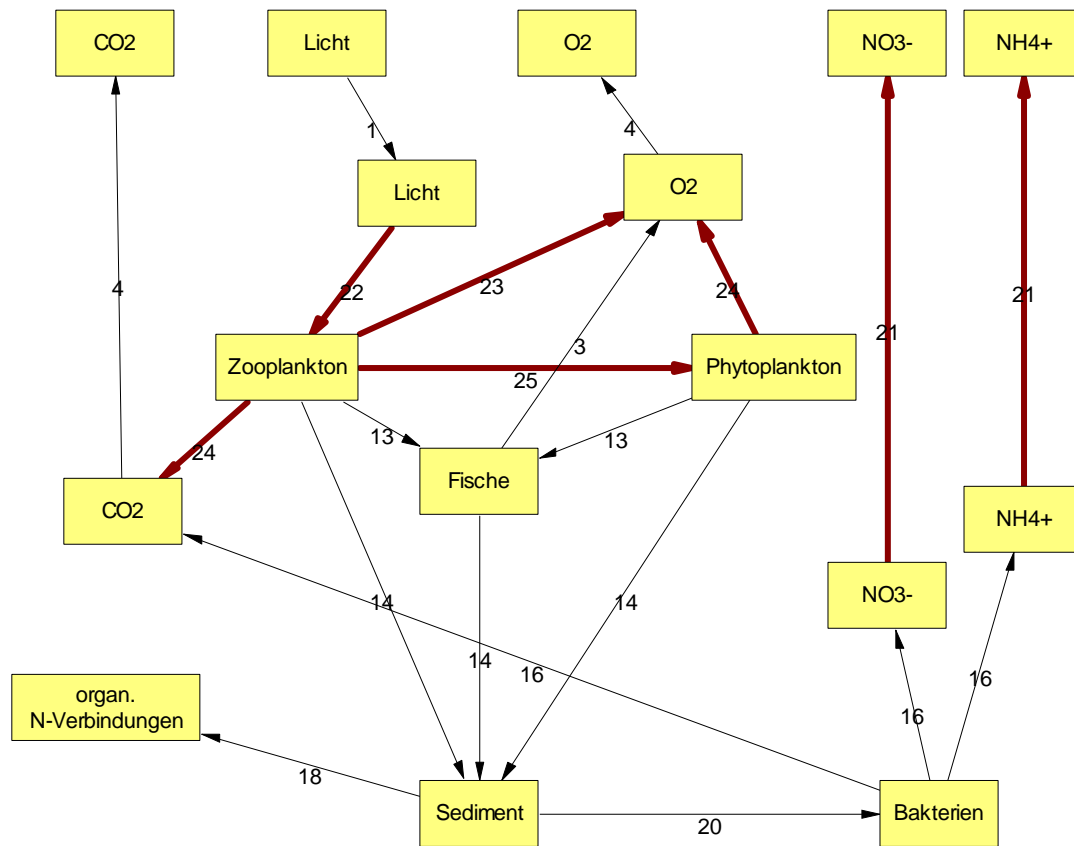 CO2
Licht
O2
NO3-
NH4+
1
4
Licht
O2
4
22
23
24
21
21
3
Zooplankton
Phytoplankton
25
13
13
24
Fische
CO2
NH4+
NO3-
14
14
14
16
16
16
organ.
N-Verbindungen
18
Sediment
20
Bakterien